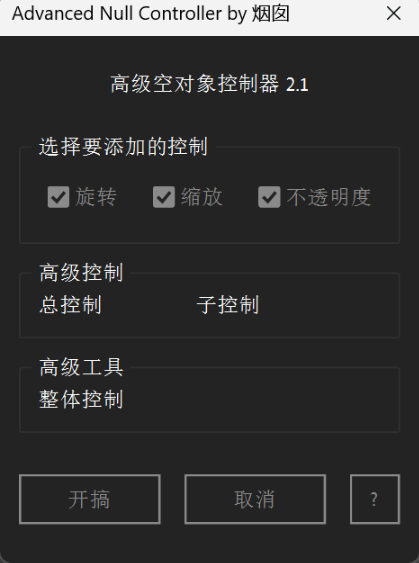 Advanced Null Controller by 烟囱
高级空对象控制器 2.1
选择要添加的控制
旋转 缩放 不透明度
高级控制
总控制 子控制
高级工具
整体控制
开搞 取消 ?